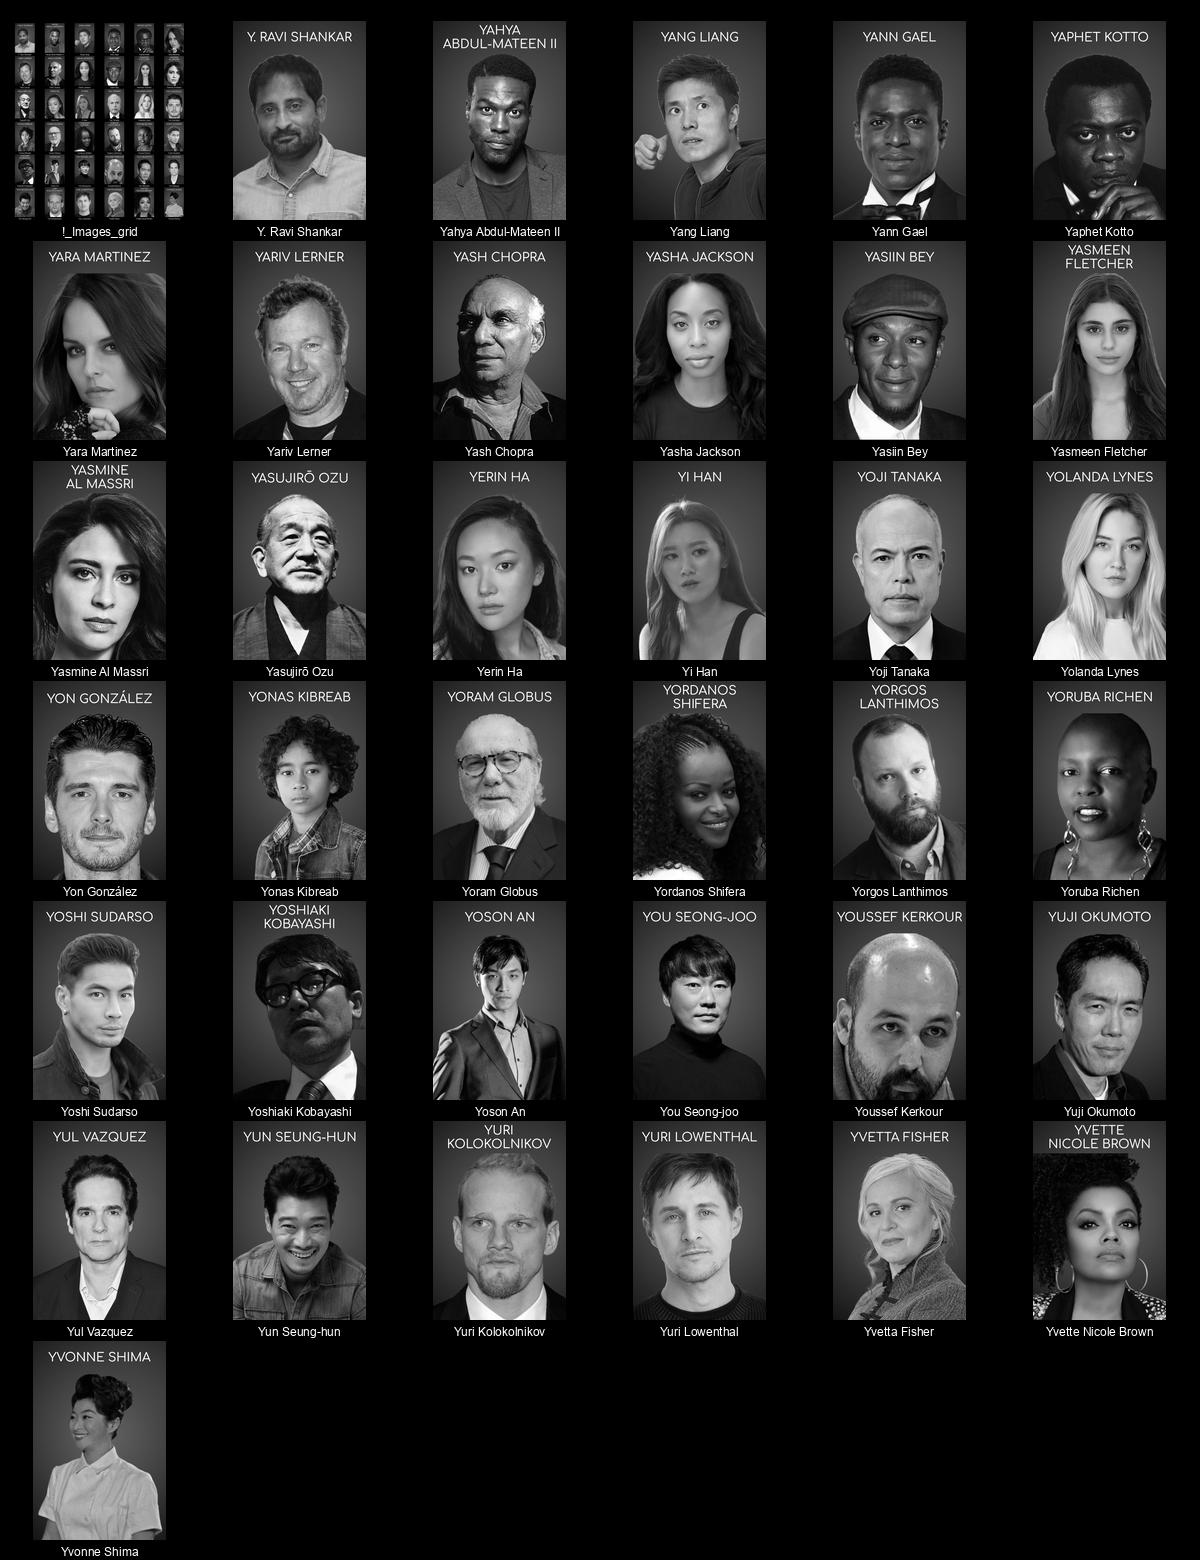 Y. RAVI SHANKAR
YAHYA
ABDUL-MATEEN II
YANG LIANG
YANN GAEL
YAPHET KOTTO
!_Images_grid
Y. Ravi Shankar
Yahya Abdul-Mateen II
Yang Liang
Yann Gael
Yaphet Kotto
YARA MARTINEZ
YARIV LERNER
YASH CHOPRA
YASHA JACKSON
YASIIN BEY
YASMEEN
FLETCHER
Yara Martinez
Yariv Lerner
Yash Chopra
Yasha Jackson
Yasiin Bey
Yasmeen Fletcher
YASMINE
AL MASSRI
YASUJIRŌ OZU
YERIN HA
YI HAN
YOJI TANAKA
YOLANDA LYNES
Yasmine Al Massri
Yasujirō Ozu
Yerin Ha
Yi Han
Yoji Tanaka
Yolanda Lynes
YON GONZÁLEZ
YONAS KIBREAB
YORAM GLOBUS
YORDANOS
SHIFERA
YORGOS
LANTHIMOS
YORUBA RICHEN
Yon González
Yonas Kibreab
Yoram Globus
Yordanos Shifera
Yorgos Lanthimos
Yoruba Richen
YOSHI SUDARSO
YOSHIAKI
KOBAYASHI
YOSON AN
YOU SEONG-JOO
YOUSSEF KERKOUR
YUJI OKUMOTO
Yoshi Sudarso
Yoshiaki Kobayashi
Yoson An
You Seong-joo
Youssef Kerkour
Yuji Okumoto
YUL VAZQUEZ
YUN SEUNG-HUN
YURI
KOLOKOLNIKOV
YURI LOWENTHAL
YVETTA FISHER
YVETTE
NICOLE BROWN
Yul Vazquez
Yun Seung-hun
Yuri Kolokolnikov
Yuri Lowenthal
Yvetta Fisher
Yvette Nicole Brown
YVONNE SHIMA
Yvonne Shima